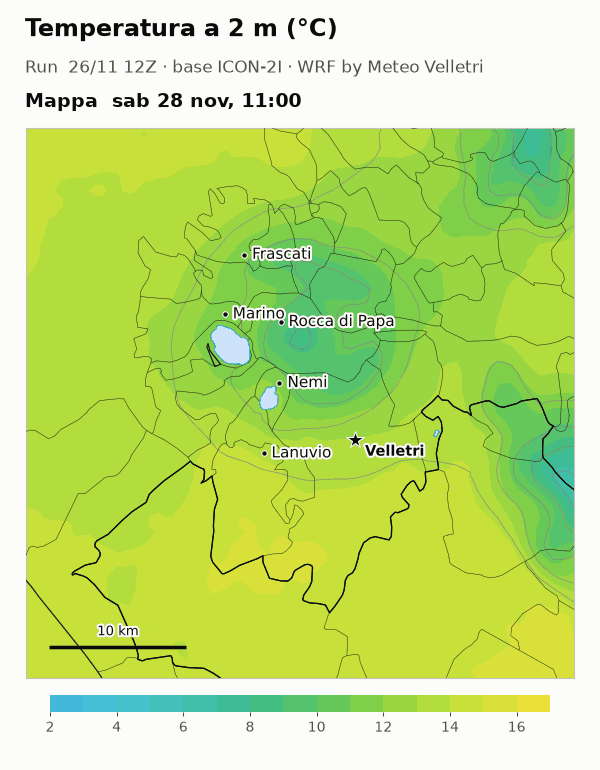 Temperatura a 2 m (°C)
Run  26/11 12Z · base ICON-2I · WRF by Meteo Velletri
Mappa  sab 28 nov, 11:00
Frascati
Marino
Rocca di Papa
Nemi
Velletri
Lanuvio
10 km
2 4 6 8 10 12 14 16